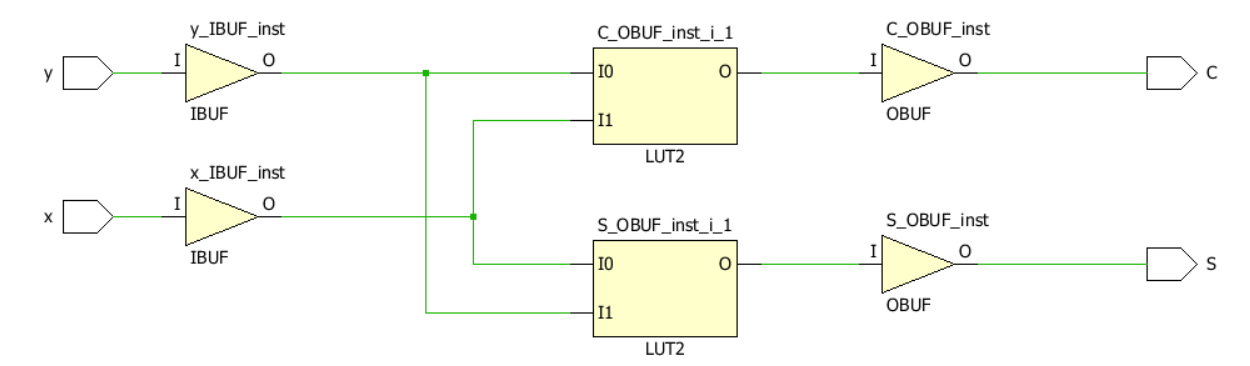 y_IBUF_inst
C_OBUF_inst_i_1
C_OBUF_inst
y
I
O
I0
O
I
O
C
IBUF
I1
OBUF
LUT2
x_IBUF_inst
x
I
O
S_OBUF_inst_i_1
S_OBUF_inst
IBUF
I0
O
I
O
S
I1
OBUF
LUT2